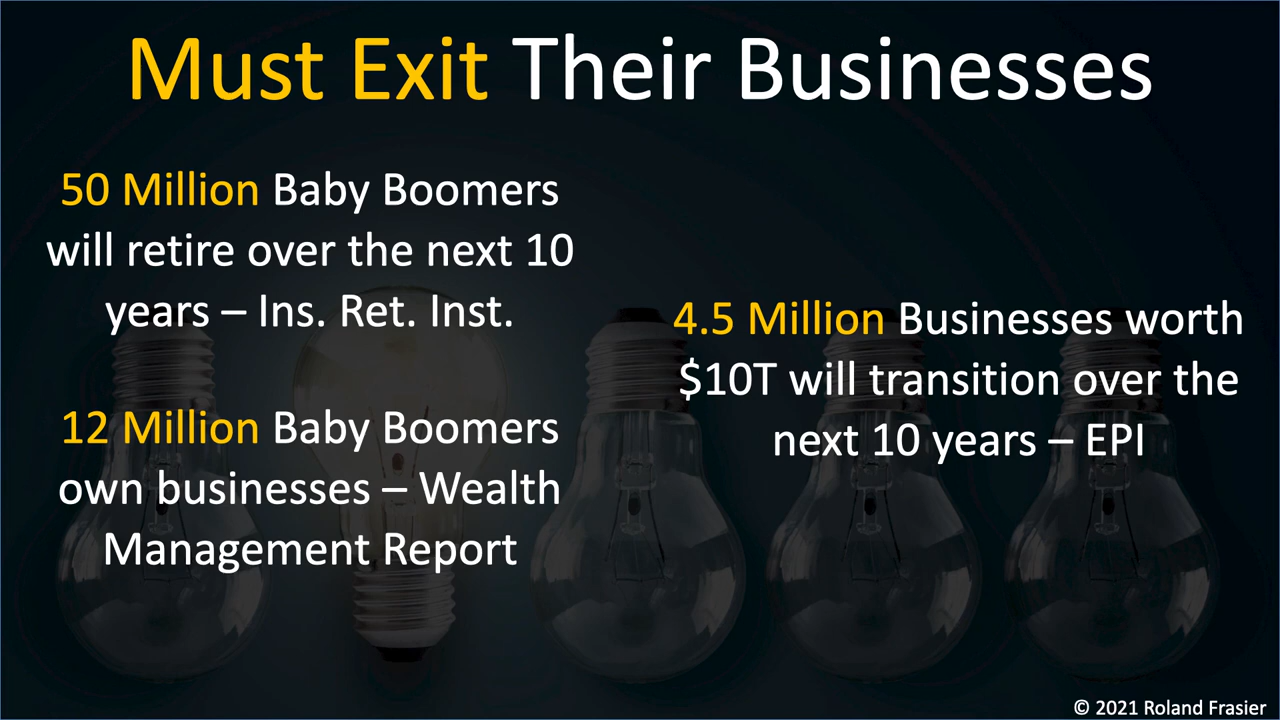 Must Exit Their Businesses
50 Million Baby Boomers
will retire over the next 10
years – Ins. Ret. Inst.
12 Million Baby Boomers
own businesses – Wealth
Management Report
4.5 Million Businesses worth
$10T will transition over the
next 10 years – EPI
© 2021 Roland Frasier